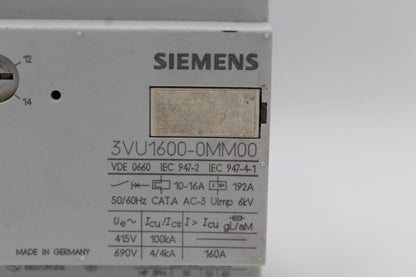 12
SIEMENS
14
3VU1600-0MM00
VDE 0660 IEC 947-2 IEC 947-4-1
10-16A I> 192A
50/60Hz CAT.A AC-3 Uimp 6kV
Ue~ Icu/Ics I> Icu gL/aM
415V 100kA
690V 4/4kA 160A
MADE IN GERMANY